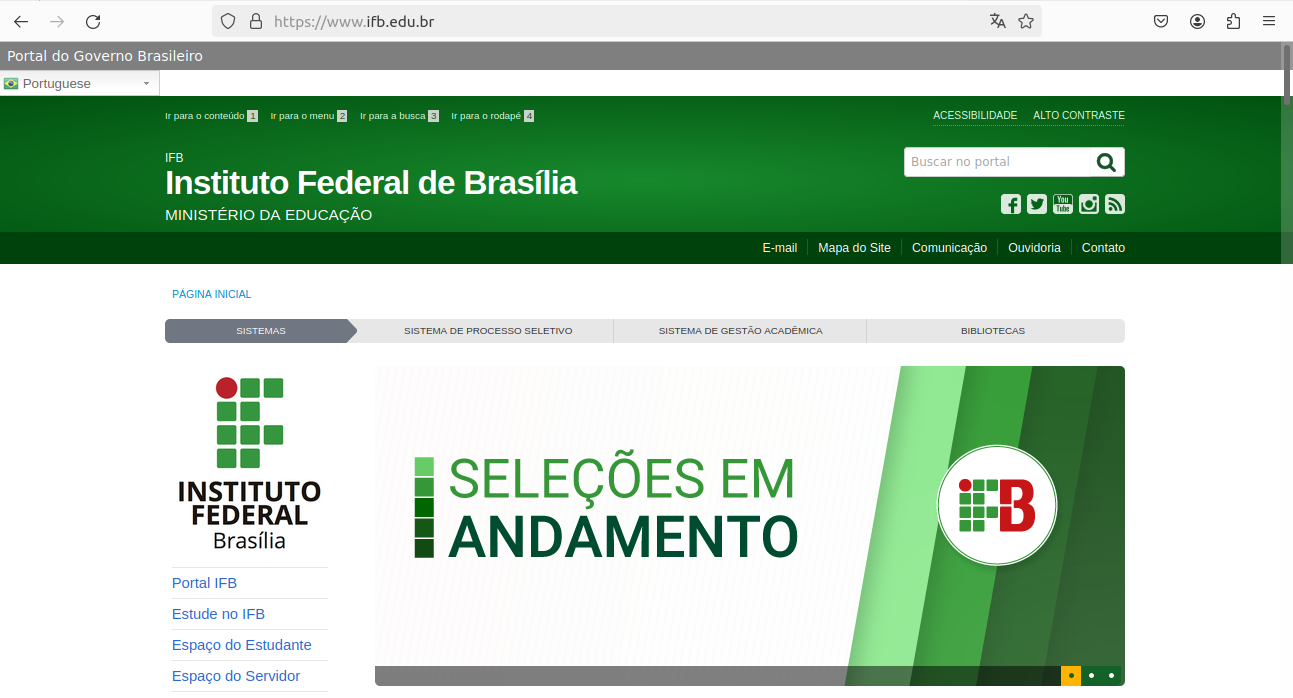 https://www.ifb.edu.br
Portal do Governo Brasileiro
Portuguese
Ir para o conteúdo 1 Ir para o menu 2 Ir para a busca 3 Ir para o rodapé 4
ACESSIBILIDADE ALTO CONTRASTE
IFB
Instituto Federal de Brasília
MINISTÉRIO DA EDUCAÇÃO
Buscar no portal
You Tube
E-mail Mapa do Site Comunicação Ouvidoria Contato
PÁGINA INICIAL
SISTEMAS SISTEMA DE PROCESSO SELETIVO SISTEMA DE GESTÃO ACADÊMICA BIBLIOTECAS
INSTITUTO
FEDERAL
Brasília
Portal IFB
Estude no IFB
Espaço do Estudante
Espaço do Servidor
SELEÇÕES EM
ANDAMENTO
B